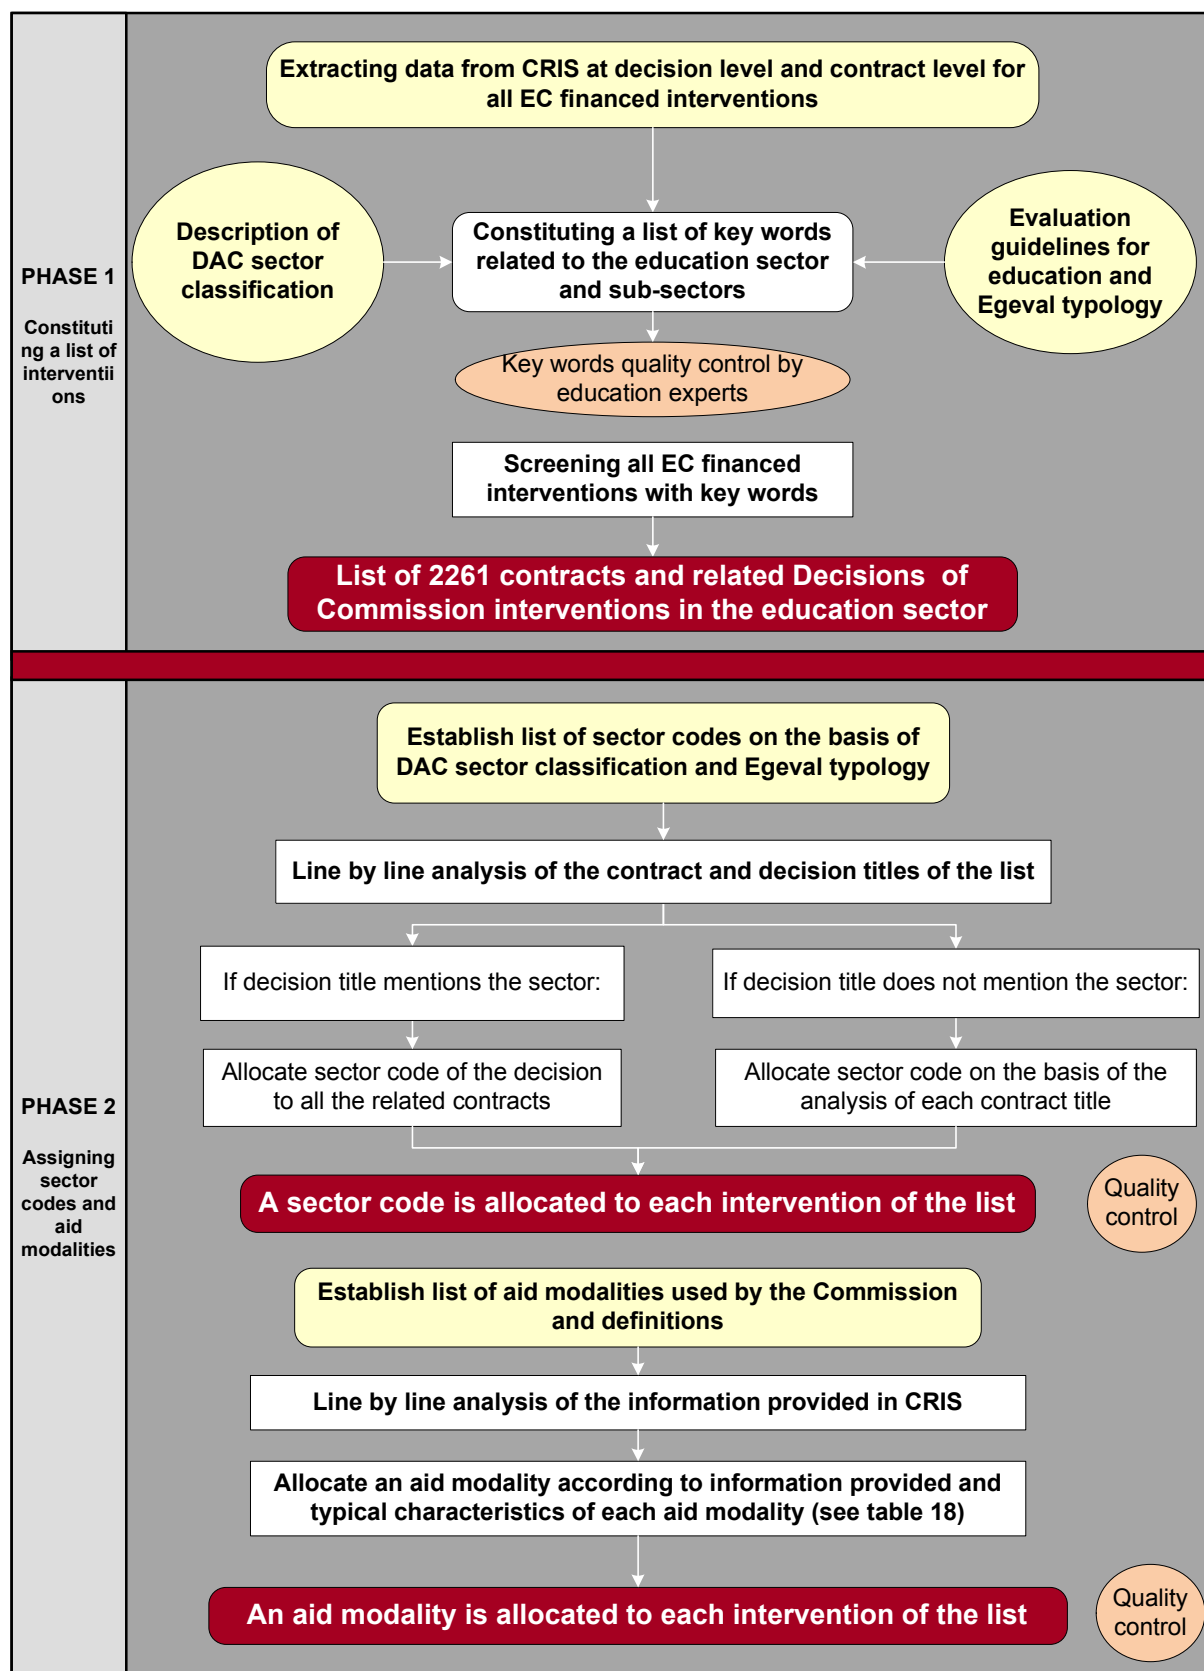 Extracting data from CRIS at decision level and contract level for
all EC financed interventions
Description of
DAC sector
classification
Constituting a list of key words
related to the education sector
and sub-sectors
Evaluation
guidelines for
education and
Egeval typology
PHASE 1
Constituti
ng a list of
interventii
ons
Key words quality control by
education experts
Screening all EC financed
interventions with key words
List of 2261 contracts and related Decisions of
Commission interventions in the education sector
Establish list of sector codes on the basis of
DAC sector classification and Egeval typology
Line by line analysis of the contract and decision titles of the list
If decision title mentions the sector:
If decision title does not mention the sector:
Allocate sector code of the decision
to all the related contracts
Allocate sector code on the basis of the
analysis of each contract title
PHASE 2
Assigning
sector
codes and
aid
modalities
A sector code is allocated to each intervention of the list
Quality
control
Establish list of aid modalities used by the Commission
and definitions
Line by line analysis of the information provided in CRIS
Allocate an aid modality according to information provided and
typical characteristics of each aid modality (see table 18)
An aid modality is allocated to each intervention of the list
Quality
control